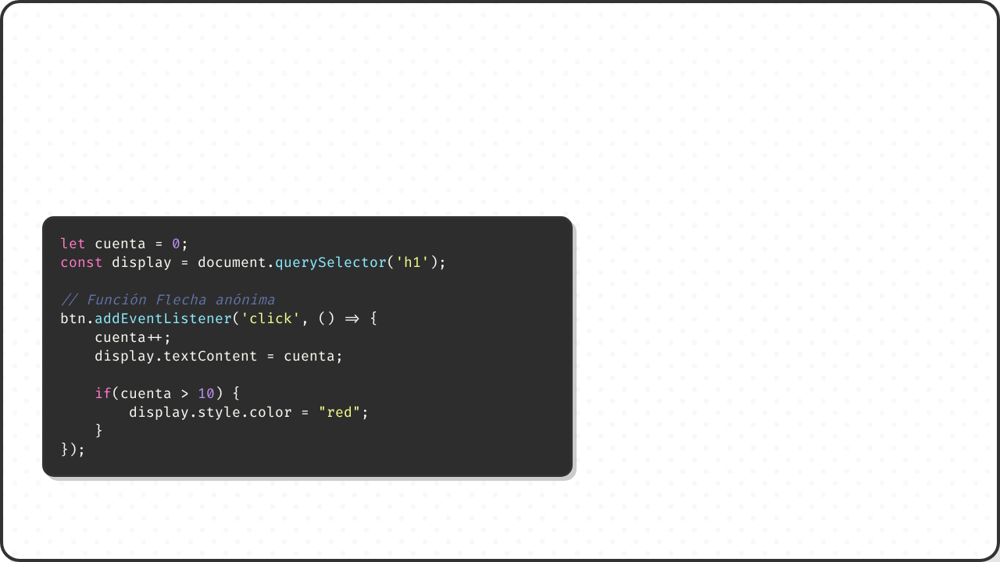 let cuenta = 0;
const display = document.querySelector('h1');
// Función Flecha anónima
btn.addEventListener('click', () => {
    cuenta++;
    display.textContent = cuenta;
    if(cuenta > 10) {
        display.style.color = "red";
    }
});